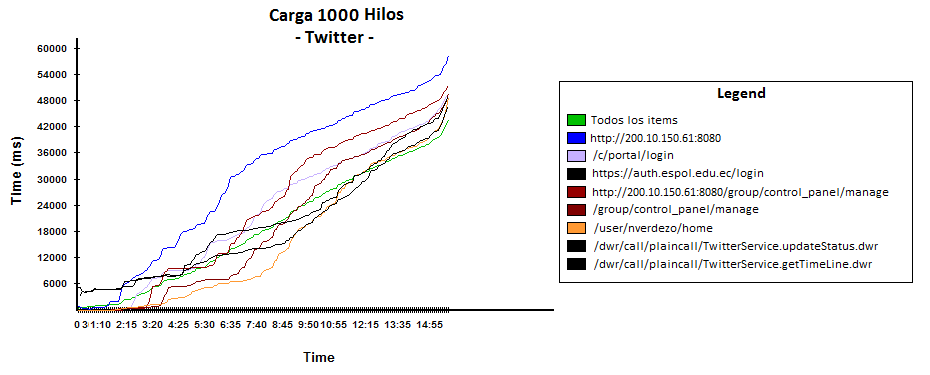 Carga 1000 Hilos
- Twitter -
60000
54000
48000
42000
36000
30000
24000
18000
12000
6000
Time (ms)
0 3/1:10 2:15 3:20 4:25 5:30 6:35 7:40 8:45 9:50 10:55 12:15 13:35 14:55
Time
Legend
Todos los items
http://200.10.150.61:8080
/c/portal/login
https://auth.espol.edu.ec/login
http://200.10.150.61:8080/group/control_panel/manage
/group/control_panel/manage
/user/nverdezo/home
/dwr/call/plaincall/TwitterService.updateStatus.dwr
/dwr/call/plaincall/TwitterService.getTimeLine.dwr